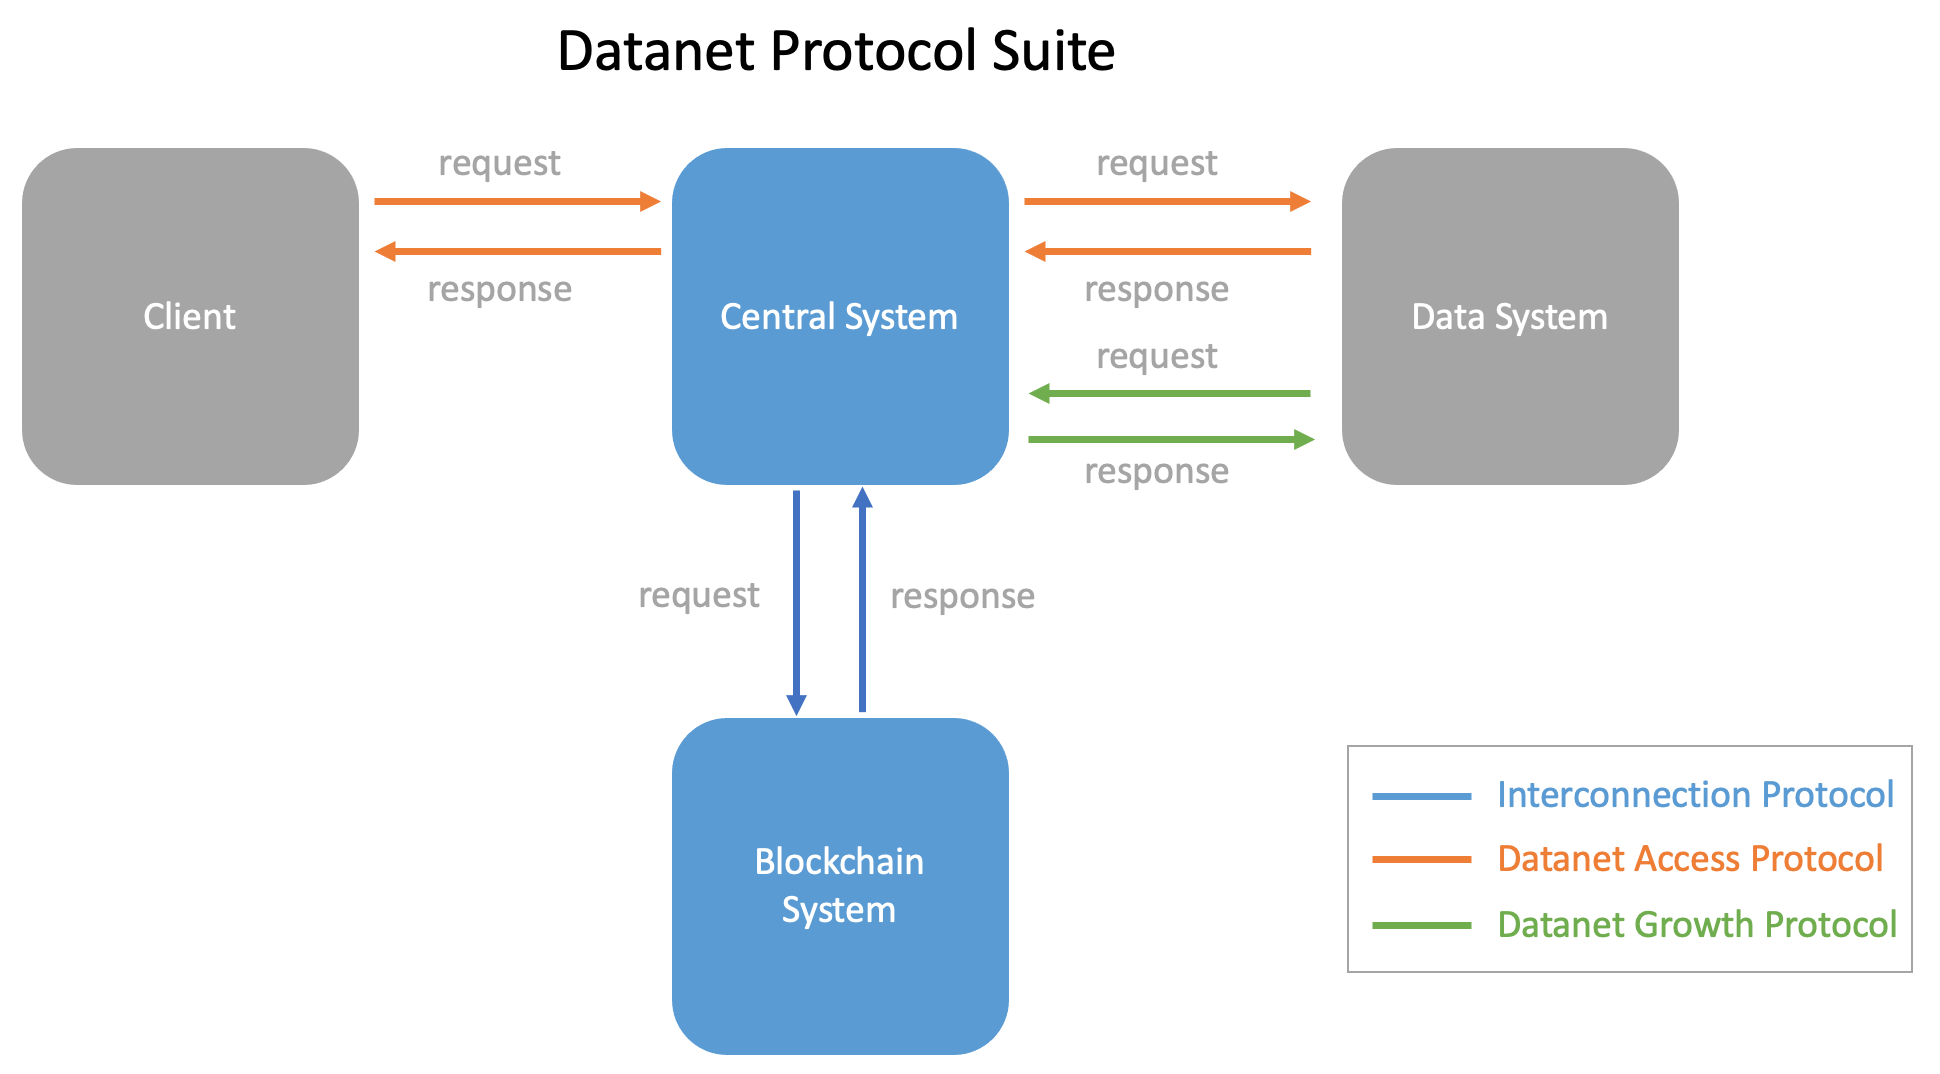 Datanet Protocol Suite
request
request
response
response
Client
Central System
Data System
request
response
request
response
Blockchain
System
Interconnection Protocol
Datanet Access Protocol
Datanet Growth Protocol